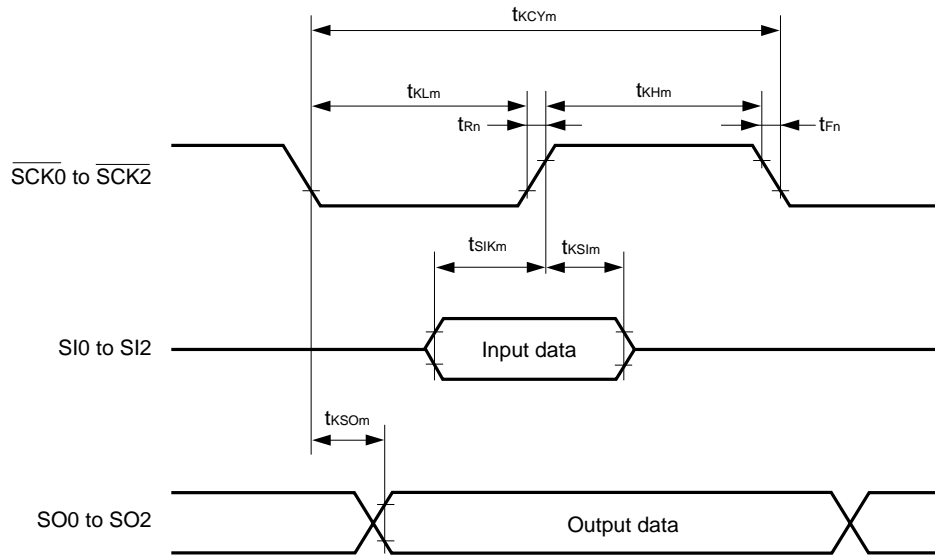 tKCYm
tKLm
tKHm
tRn
tFn
SCK0 to SCK2
tSIKm
tKSIm
SI0 to SI2
Input data
tKSOm
SO0 to SO2
Output data